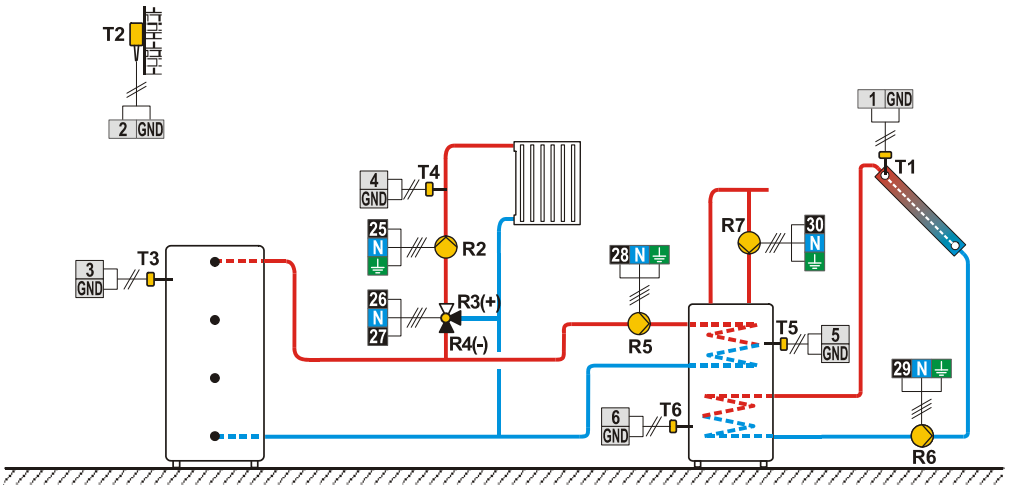 T2
2 GND
1 GND
T1
4
GND
T4
25
N
R2
R7
30
N
28 N
3
GND
T3
26
N
27
R3(+)
R4(-)
R5
T5
5
GND
29 N
6
GND
T6
R6